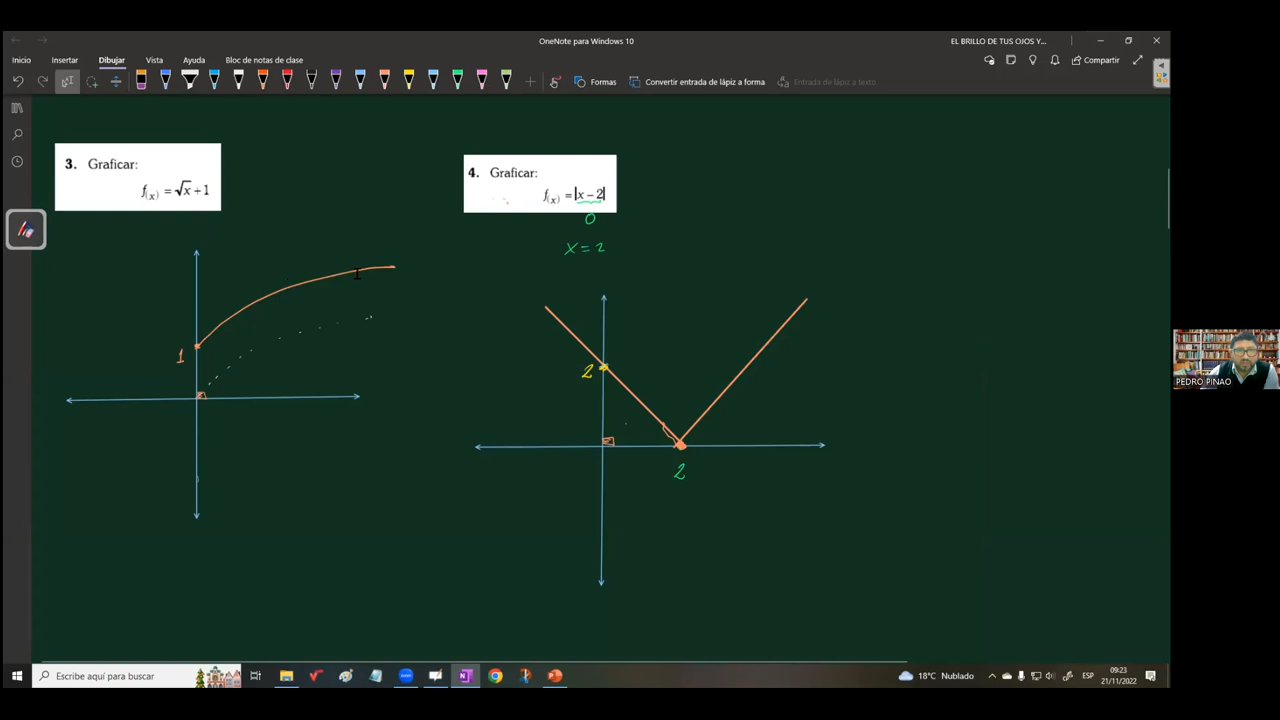 OneNote para Windows 10
EL BRILLO DE TUS OJOS Y...
Inicio
Insertar
Dibujar
Vista
Ayuda
Bloc de notas de clase
Compartir
Formas
Convertir entrada de lápiz a forma
Entrada de lápiz a texto
3. Graficar:
f(x) = √x + 1
4. Graficar:
f(x) = |x − 2|
0
x = 2
1
2
2
PEDRO PINAO
Escribe aquí para buscar
18°C Nublado
ESP
09:23
21/11/2022